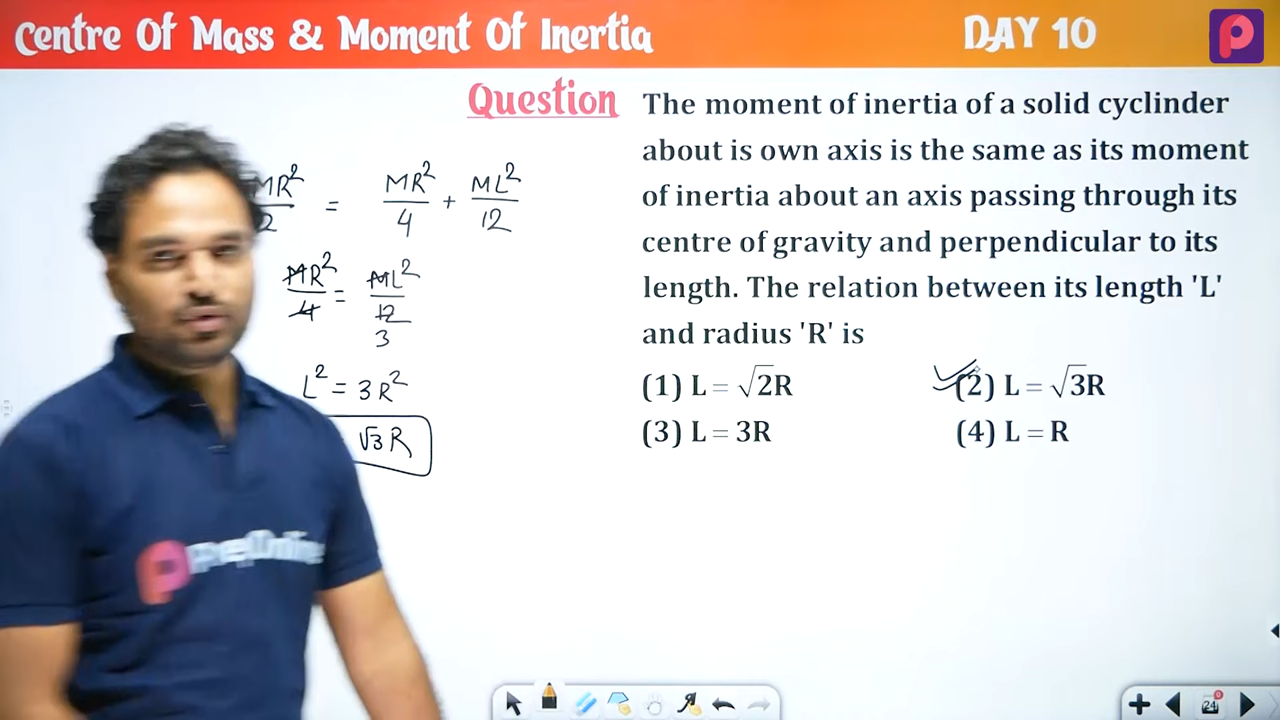 Centre Of Mass & Moment Of Inertia
DAY 10
Question
The moment of inertia of a solid cyclinder
about is own axis is the same as its moment
of inertia about an axis passing through its
centre of gravity and perpendicular to its
length. The relation between its length 'L'
and radius 'R' is
(1) L = √2R
(2) L = √3R
(3) L = 3R
(4) L = R
MR²/2 = MR²/4 + ML²/12
MR²/4 = ML²/12
3
L² = 3R²
√3 R
PrepOnline
24